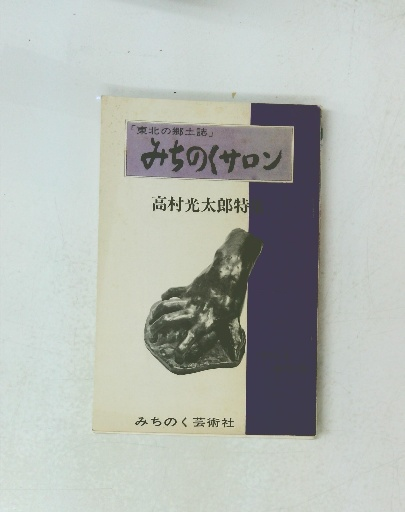 「東北の郷土誌」
みちのくサロン
高村光太郎特
みちのく芸術社